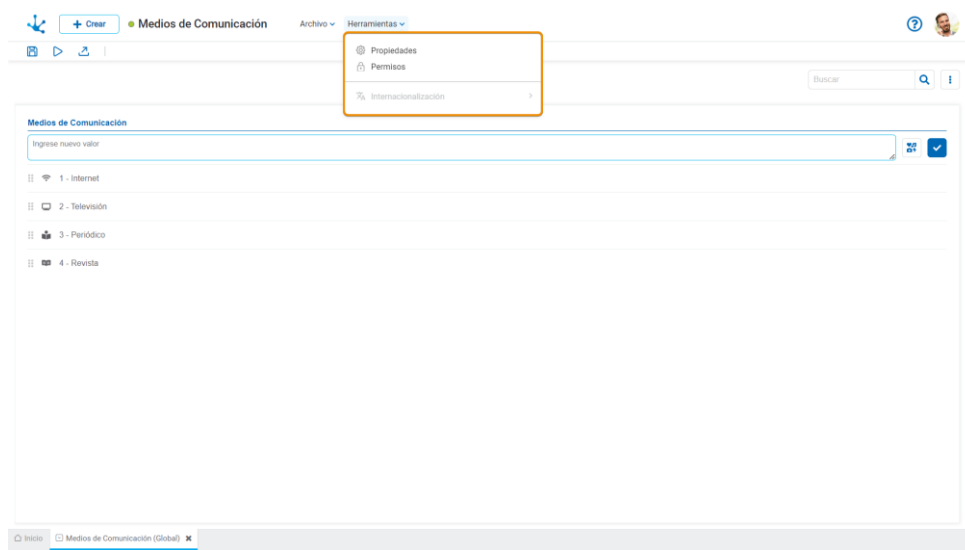 Crear
Medios de Comunicación
Archivo
Herramientas
Propiedades
Permisos
Internacionalización
Buscar
Medios de Comunicación
Ingrese nuevo valor
1 - Internet
2 - Televisión
3 - Periódico
4 - Revista
Inicio
Medios de Comunicación (Global)